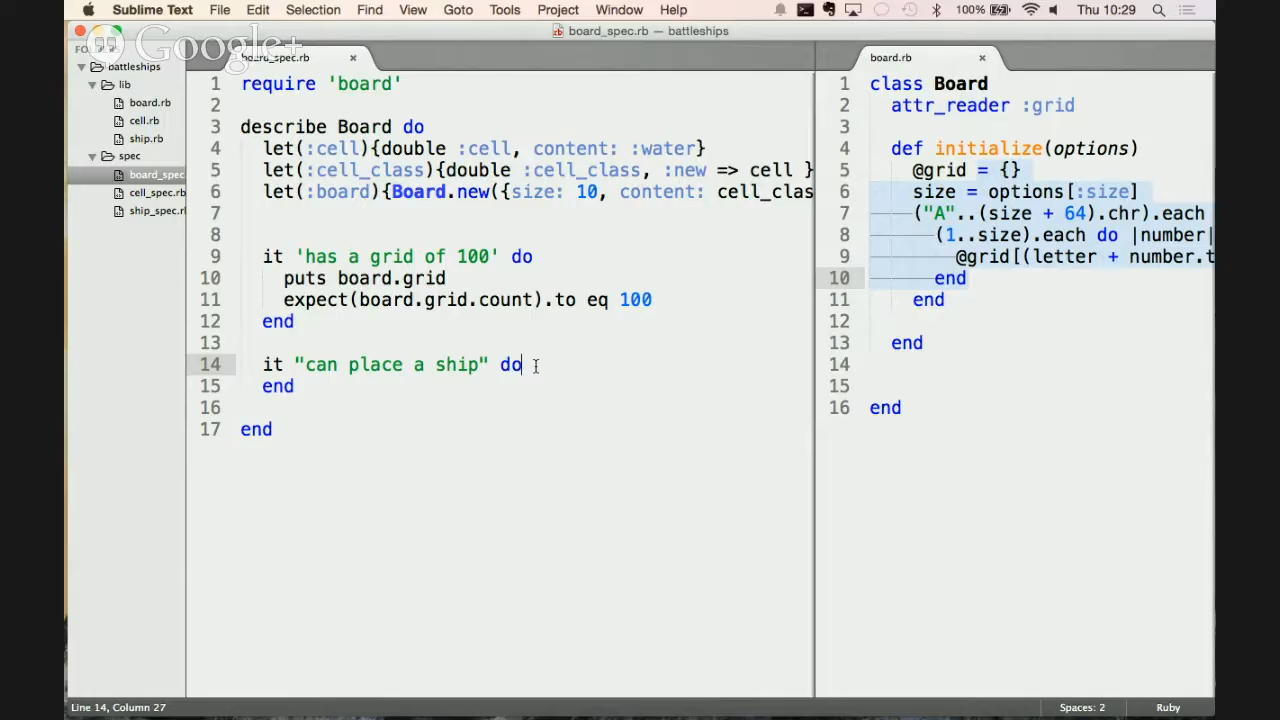 Sublime Text File Edit Selection Find View Goto Tools Project Window Help 100% Thu 10:29
board_spec.rb — battleships
Google+
FO
battleships
lib
board.rb
cell.rb
ship.rb
spec
board_spec
cell_spec.rb
ship_spec.rl
board_spec.rb
1 require 'board'
2
3 describe Board do
4 let(:cell){double :cell, content: :water}
5 let(:cell_class){double :cell_class, :new => cell }
6 let(:board){Board.new({size: 10, content: cell_clas
7
8
9 it 'has a grid of 100' do
10 puts board.grid
11 expect(board.grid.count).to eq 100
12 end
13
14 it "can place a ship" do
15 end
16
17 end
board.rb
1 class Board
2 attr_reader :grid
3
4 def initialize(options)
5 @grid = {}
6 size = options[:size]
7 ("A"..(size + 64).chr).each
8 (1..size).each do |number|
9 @grid[(letter + number.t
10 end
11 end
12
13 end
14
15
16 end
Line 14, Column 27
Spaces: 2 Ruby